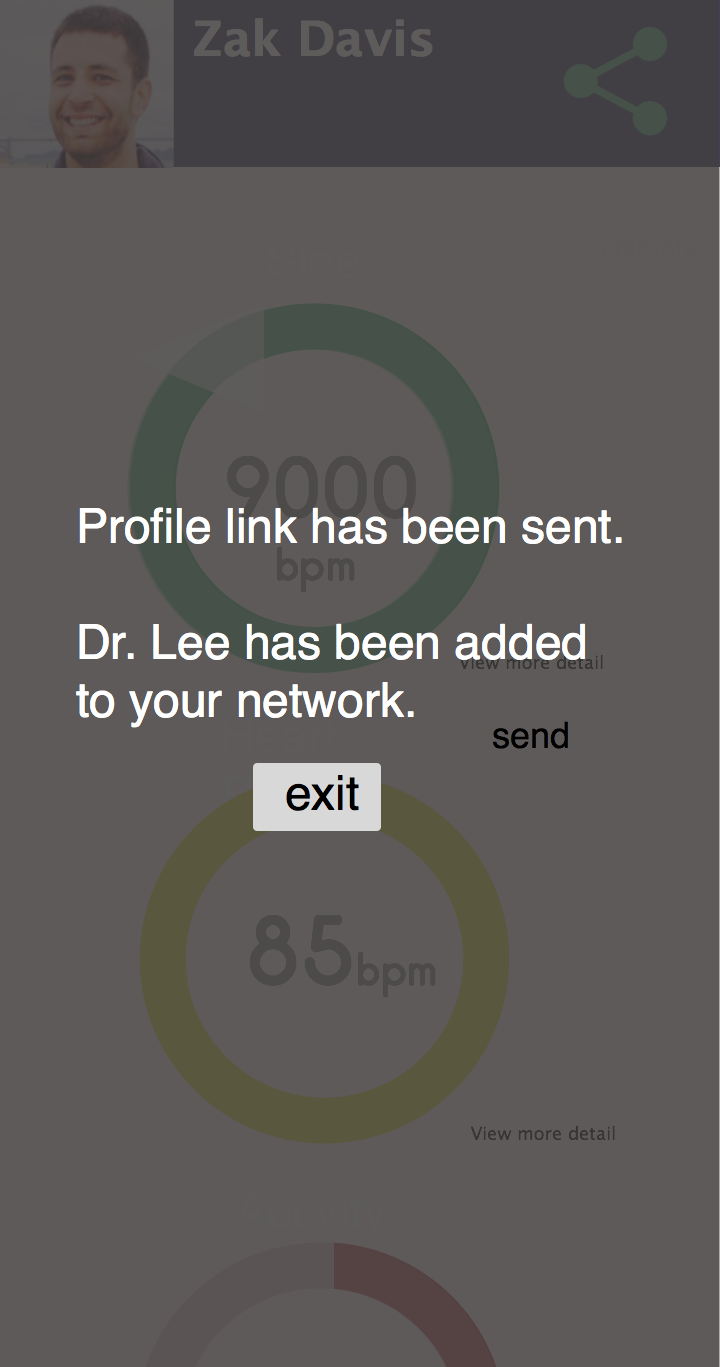 Zak Davis
9000
bpm
Profile link has been sent.
Dr. Lee has been added
to your network.
View more detail
send
exit
85bpm
View more detail